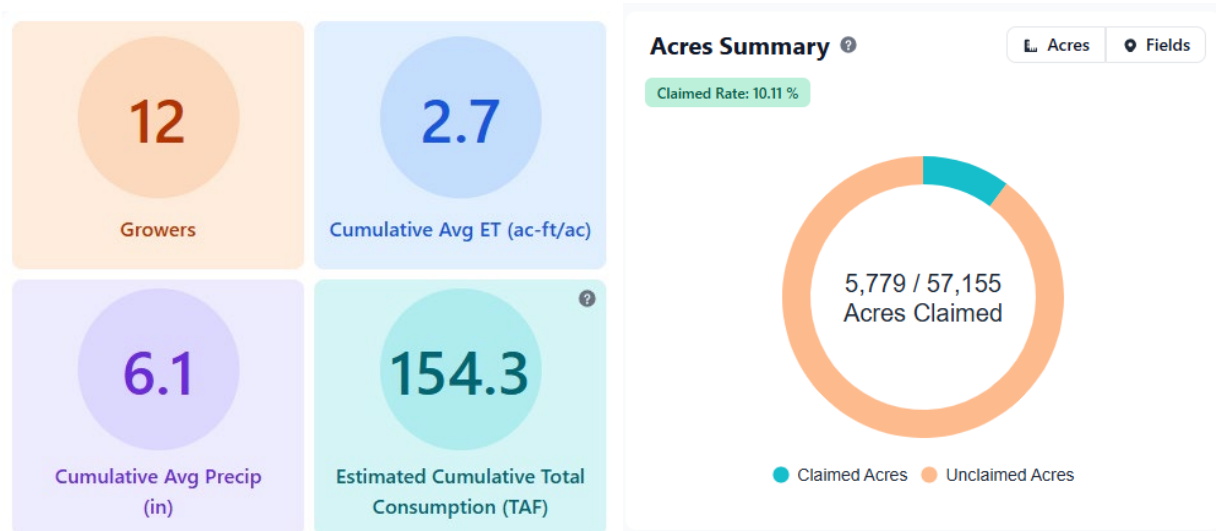 12
Growers
2.7
Cumulative Avg ET (ac-ft/ac)
6.1
Cumulative Avg Precip
(in)
?
154.3
Estimated Cumulative Total
Consumption (TAF)
Acres Summary ?
Acres
Fields
Claimed Rate: 10.11 %
5,779 / 57,155
Acres Claimed
Claimed Acres
Unclaimed Acres